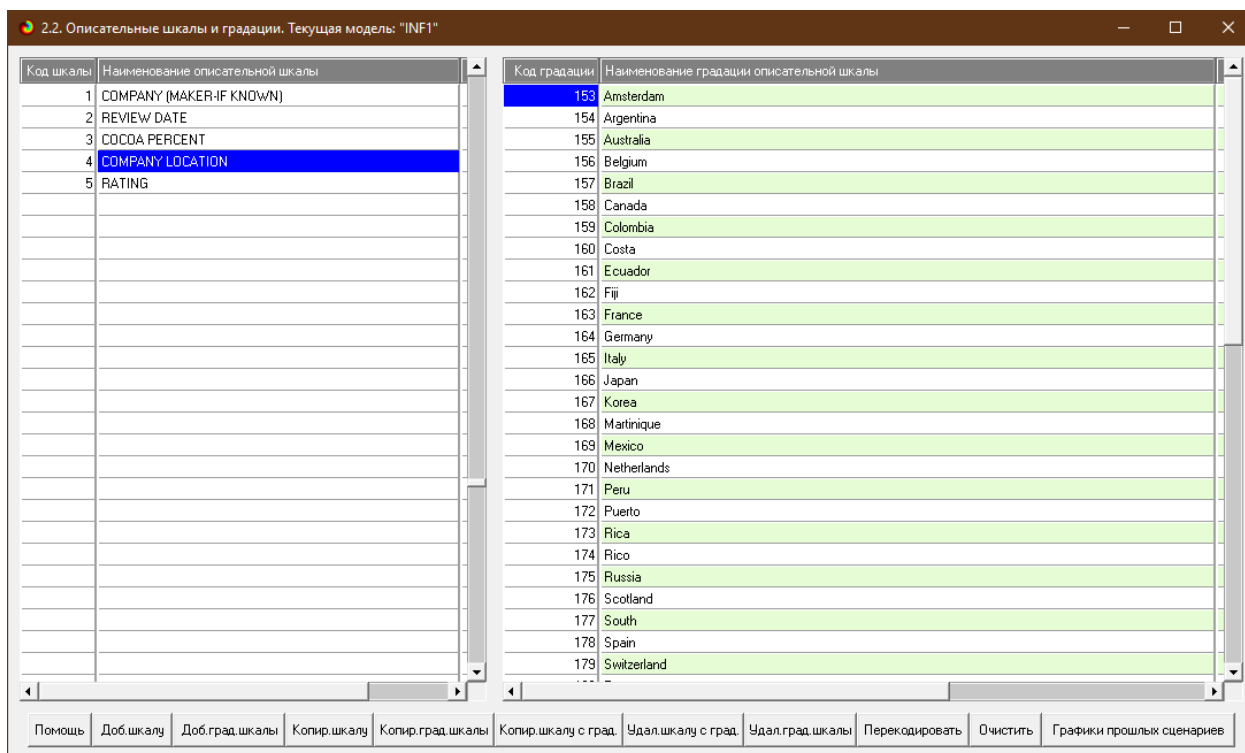 2.2. Описательные шкалы и градации. Текущая модель: "INF1"
Код шкалы Наименование описательной шкалы
1 COMPANY (MAKER-IF KNOWN)
2 REVIEW DATE
3 COCOA PERCENT
4 COMPANY LOCATION
5 RATING
Код градации Наименование градации описательной шкалы
153 Amsterdam
154 Argentina
155 Australia
156 Belgium
157 Brazil
158 Canada
159 Colombia
160 Costa
161 Ecuador
162 Fiji
163 France
164 Germany
165 Italy
166 Japan
167 Korea
168 Martinique
169 Mexico
170 Netherlands
171 Peru
172 Puerto
173 Rica
174 Rico
175 Russia
176 Scotland
177 South
178 Spain
179 Switzerland
Помощь Доб.шкалу Доб.град.шкалы Копир.шкалу Копир.град.шкалы Копир.шкалу с град. Удал.шкалу с град. Удал.град.шкалы Перекодировать Очистить Графики прошлых сценариев